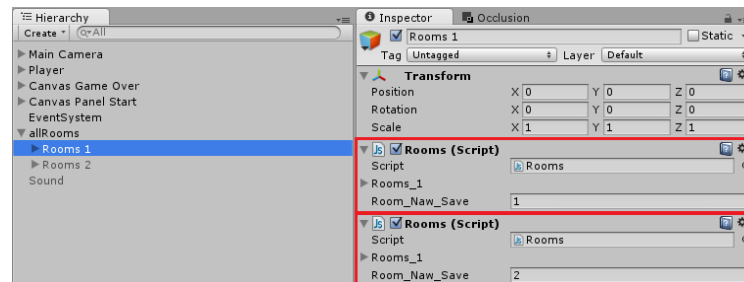 Hierarchy
Create
All
Main Camera
Player
Canvas Game Over
Canvas Panel Start
EventSystem
allRooms
Rooms 1
Rooms 2
Sound
Inspector Occlusion
Rooms 1 Static
Tag Untagged Layer Default
Transform
Position X 0 Y 0 Z 0
Rotation X 0 Y 0 Z 0
Scale X 1 Y 1 Z 1
Js Rooms (Script)
Script Rooms
Rooms_1
Room_Naw_Save 1
Js Rooms (Script)
Script Rooms
Rooms_1
Room_Naw_Save 2